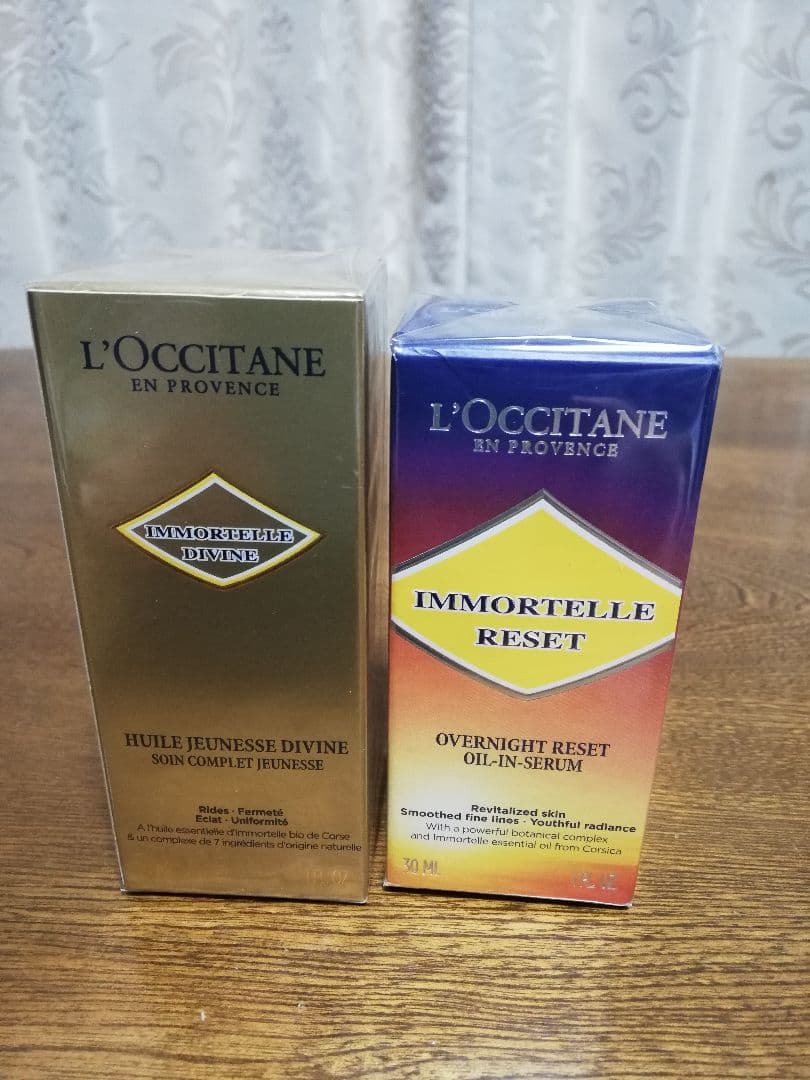 L'OCCITANE
EN PROVENCE
IMMORTELLE
DIVINE
HUILE JEUNESSE DIVINE
SOIN COMPLET JEUNESSE
Rides · Fermeté
Eclat · Uniformité
A l'huile essentielle d'Immortelle bio de Corse
& un complexe de 7 ingrédients d'origine naturelle
L'OCCITANE
EN PROVENCE
IMMORTELLE
RESET
OVERNIGHT RESET
OIL-IN-SERUM
Revitalized skin
Smoothed fine lines · Youthful radiance
With a powerful botanical complex
and Immortelle essential oil from Corsica
30 ML